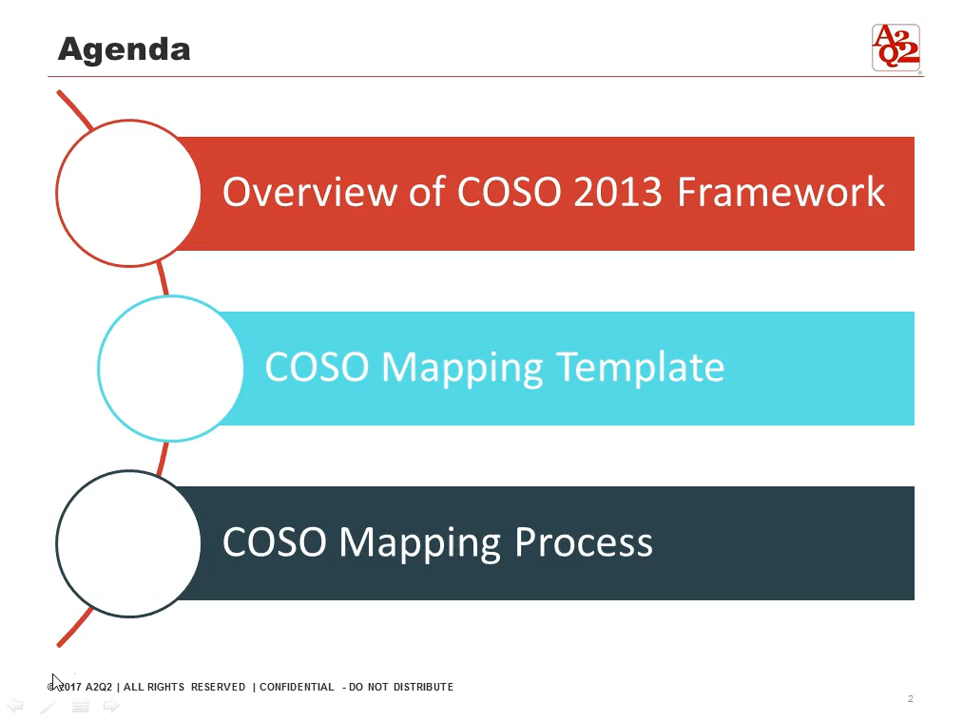 Agenda
A2Q2
Overview of COSO 2013 Framework
COSO Mapping Template
COSO Mapping Process
© 2017 A2Q2 | ALL RIGHTS RESERVED | CONFIDENTIAL - DO NOT DISTRIBUTE
2